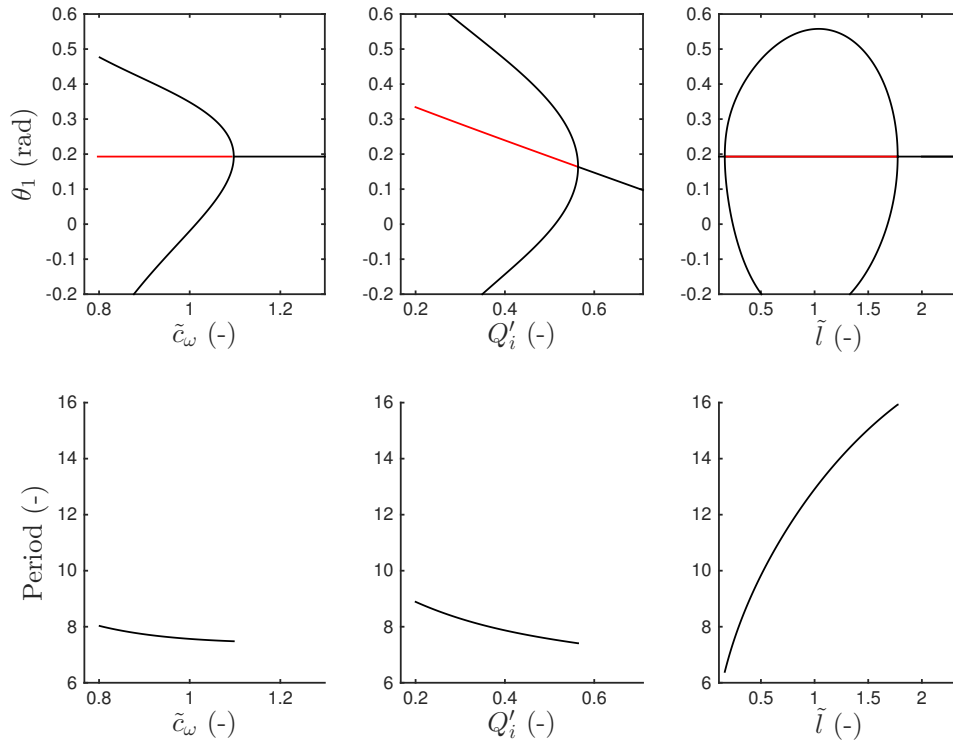 0.6 0.6 0.6
0.5 0.5 0.5
0.4 0.4 0.4
0.3 0.3 0.3
0.2 0.2 0.2
0.1 0.1 0.1
0 0 0
-0.1 -0.1 -0.1
-0.2 -0.2 -0.2
θ₁ (rad)
0.8 1 1.2 0.2 0.4 0.6 0.5 1 1.5 2
c̃_ω (-) Q′_i (-) l̃ (-)
16 16 16
14 14 14
12 12 12
10 10 10
8 8 8
6 6 6
Period (-)
0.8 1 1.2 0.2 0.4 0.6 0.5 1 1.5 2
c̃_ω (-) Q′_i (-) l̃ (-)